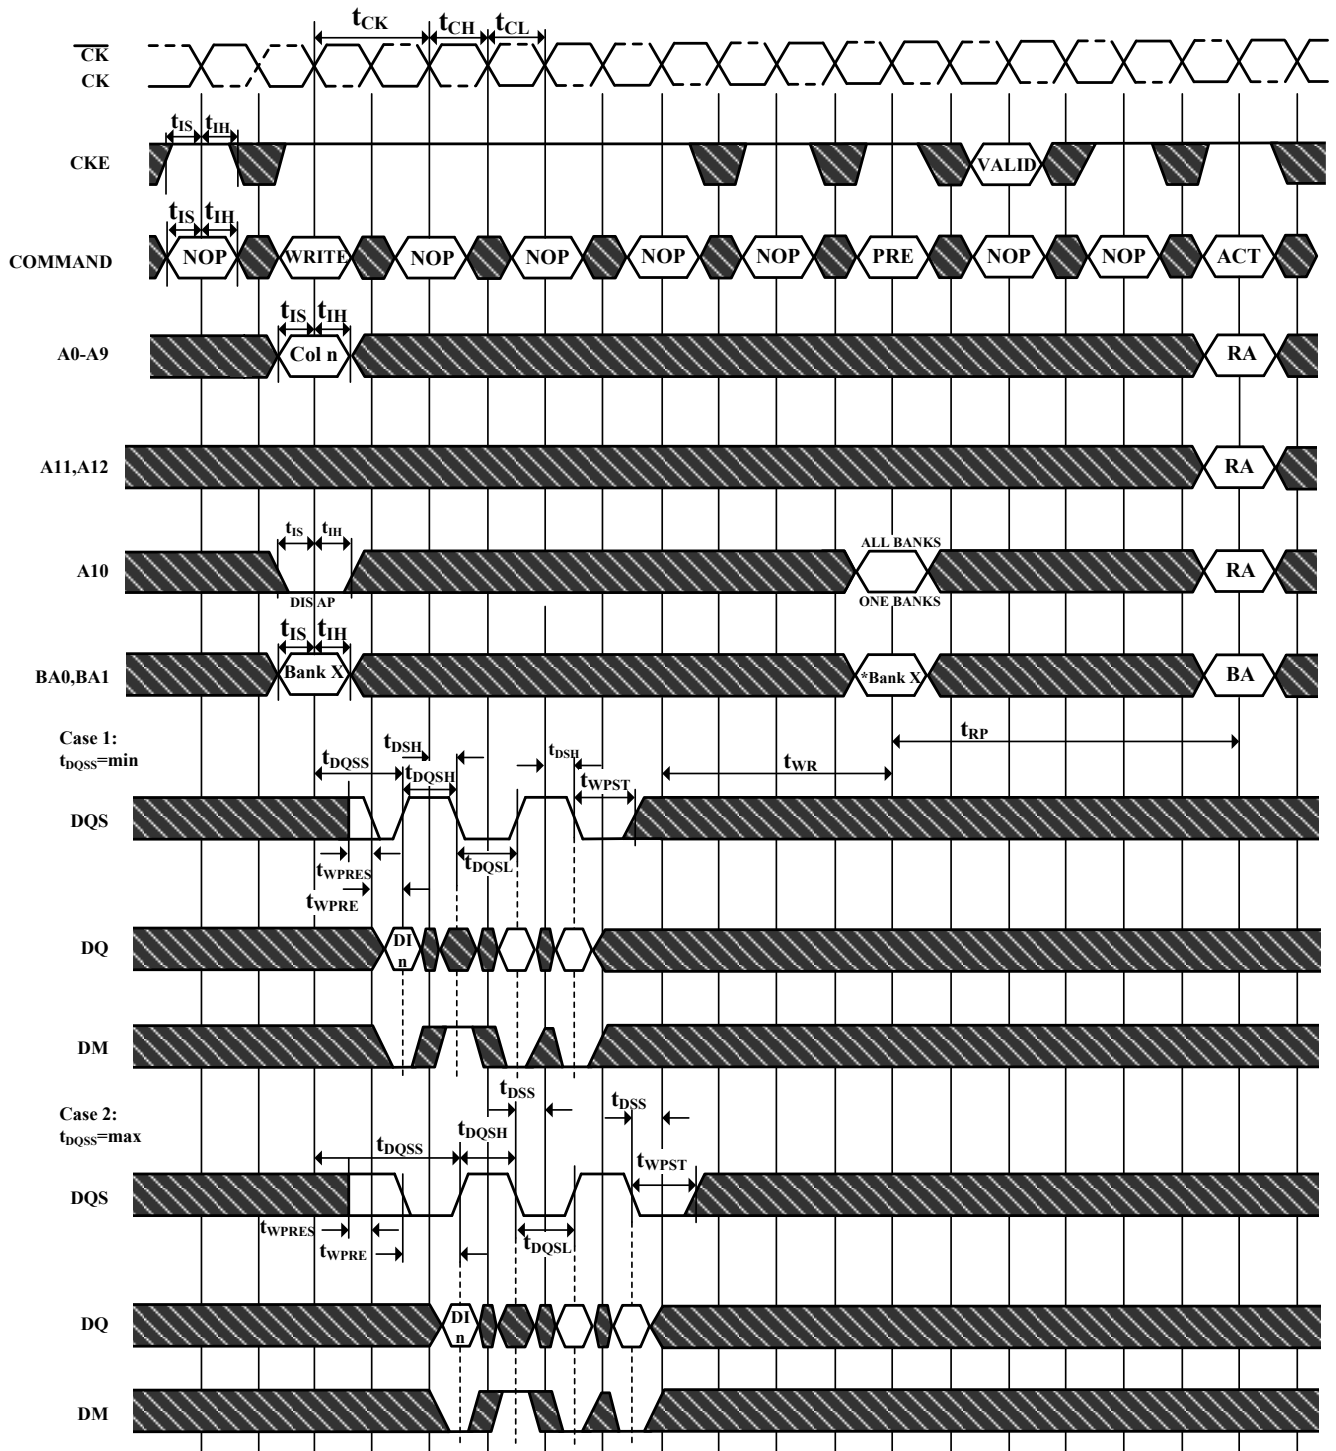 tCK tCH tCL
CK
CK
tIS tIH
CKE VALID
tIS tIH
COMMAND NOP WRITE NOP NOP NOP NOP PRE NOP NOP ACT
tIS tIH
A0-A9 Col n RA
A11,A12 RA
tIS tIH ALL BANKS
A10 RA
DIS AP ONE BANKS
tIS tIH
BA0,BA1 Bank X *Bank X BA
Case 1:
tDQSS=min
tDQSS tDSH tDQSH tDSH tWPST tWR tRP
DQS
tWPRES tDQSL
tWPRE
DQ DI
n
DM
Case 2:
tDQSS=max
tDQSS tDQSH tDSS tDSS tWPST
DQS
tWPRES tWPRE tDQSL
DQ DI
n
DM